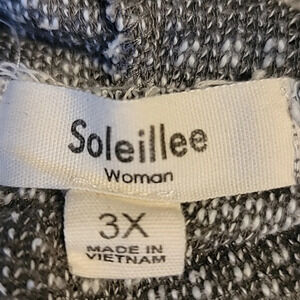 Soleillee
Woman
3X
MADE IN
VIETNAM